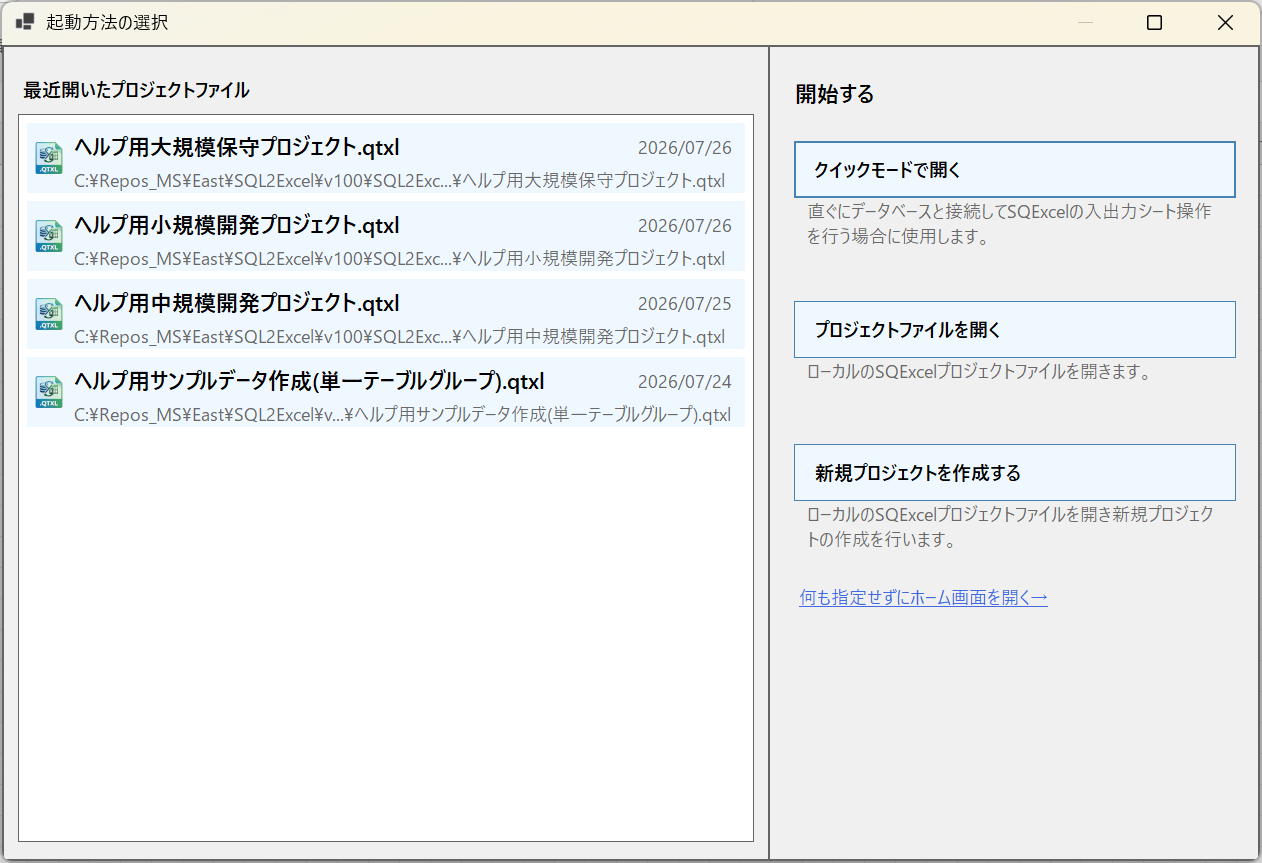 起動方法の選択
最近開いたプロジェクトファイル
ヘルプ用大規模保守プロジェクト.qtxl
2026/07/26
C:¥Repos_MS¥East¥SQL2Excel¥v100¥SQL2Exc...¥ヘルプ用大規模保守プロジェクト.qtxl
ヘルプ用小規模開発プロジェクト.qtxl
2026/07/26
C:¥Repos_MS¥East¥SQL2Excel¥v100¥SQL2Exc...¥ヘルプ用小規模開発プロジェクト.qtxl
ヘルプ用中規模開発プロジェクト.qtxl
2026/07/25
C:¥Repos_MS¥East¥SQL2Excel¥v100¥SQL2Exc...¥ヘルプ用中規模開発プロジェクト.qtxl
ヘルプ用サンプルデータ作成(単一テーブルグループ).qtxl
2026/07/24
C:¥Repos_MS¥East¥SQL2Excel¥v...¥ヘルプ用サンプルデータ作成(単一テーブルグループ).qtxl
.QTXL
.QTXL
.QTXL
.QTXL
開始する
クイックモードで開く
直ぐにデータベースと接続してSQExcelの入出力シート操作
を行う場合に使用します。
プロジェクトファイルを開く
ローカルのSQExcelプロジェクトファイルを開きます。
新規プロジェクトを作成する
ローカルのSQExcelプロジェクトファイルを開き新規プロジェク
トの作成を行います。
何も指定せずにホーム画面を開く→